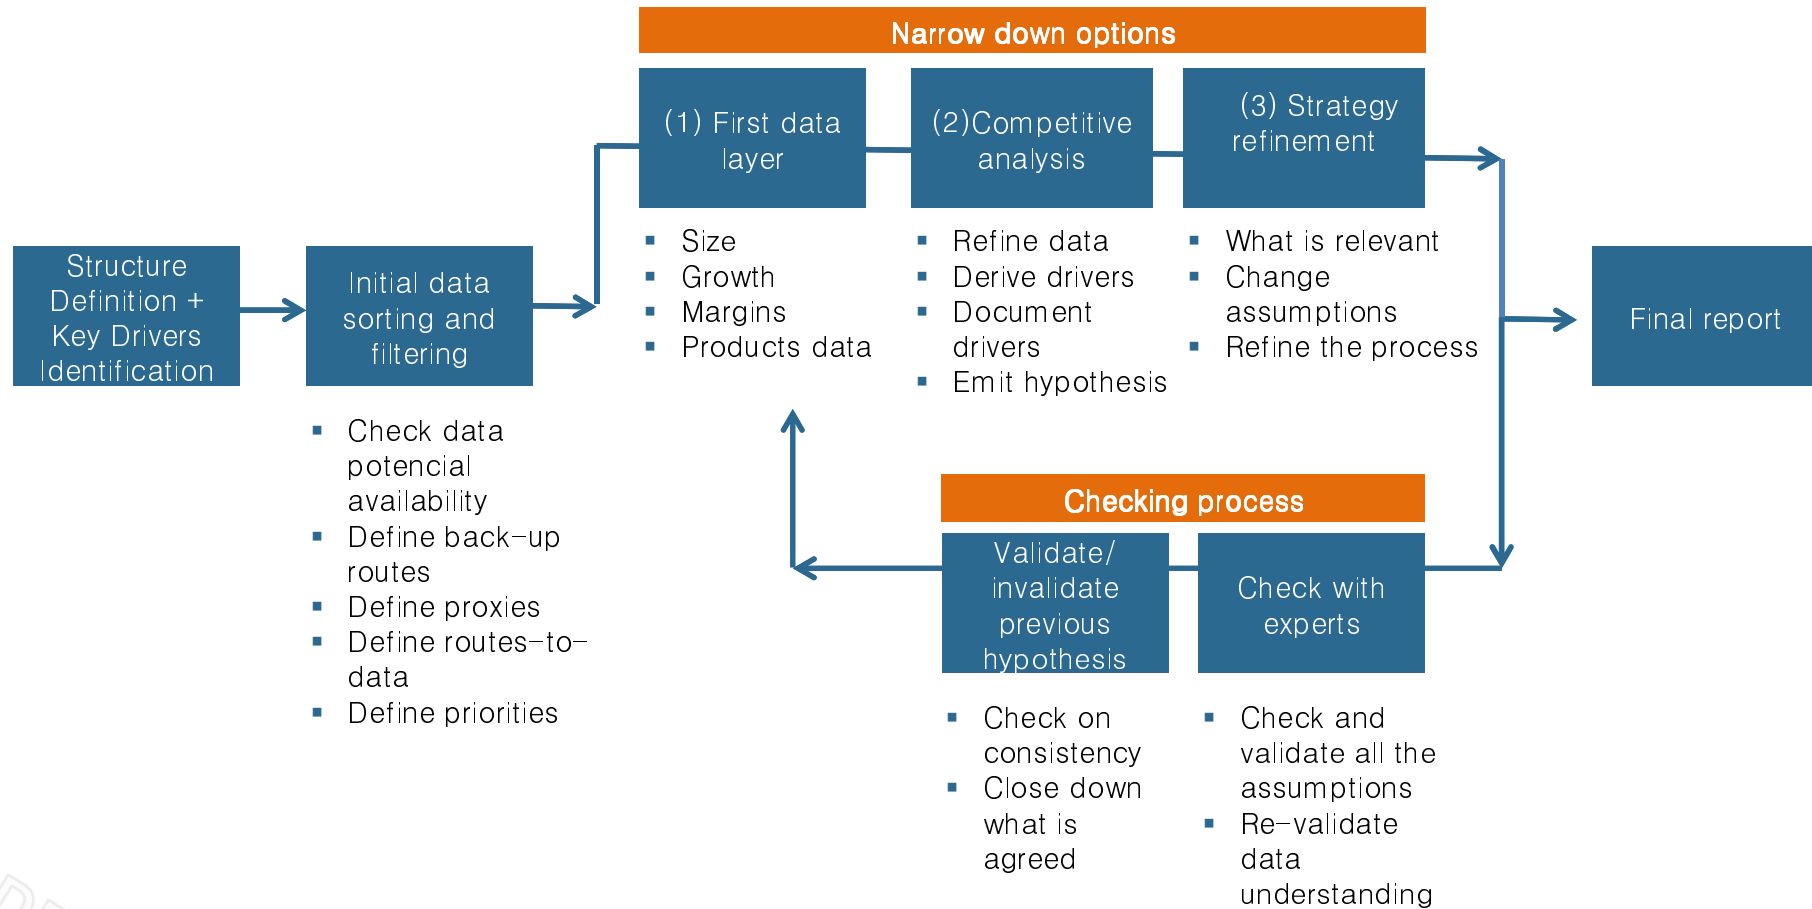 Narrow down options
(1) First data
layer
(2)Competitive
analysis
(3) Strategy
refinement
Structure
Definition +
Key Drivers
Identification
Initial data
sorting and
filtering
Check data
potencial
availability
Define back-up
routes
Define proxies
Define routes-to-
data
Define priorities
Size
Growth
Margins
Products data
Refine data
Derive drivers
Document
drivers
Emit hypothesis
What is relevant
Change
assumptions
Refine the process
Final report
Checking process
Validate/
invalidate
previous
hypothesis
Check with
experts
Check on
consistency
Close down
what is
agreed
Check and
validate all the
assumptions
Re-validate
data
understanding